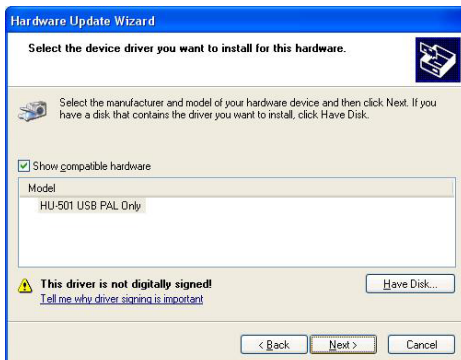 Hardware Update Wizard
Select the device driver you want to install for this hardware.
Select the manufacturer and model of your hardware device and then click Next. If you
have a disk that contains the driver you want to install, click Have Disk.
Show compatible hardware
Model
HU-501 USB PAL Only
This driver is not digitally signed!
Tell me why driver signing is important
Have Disk...
< Back
Next >
Cancel